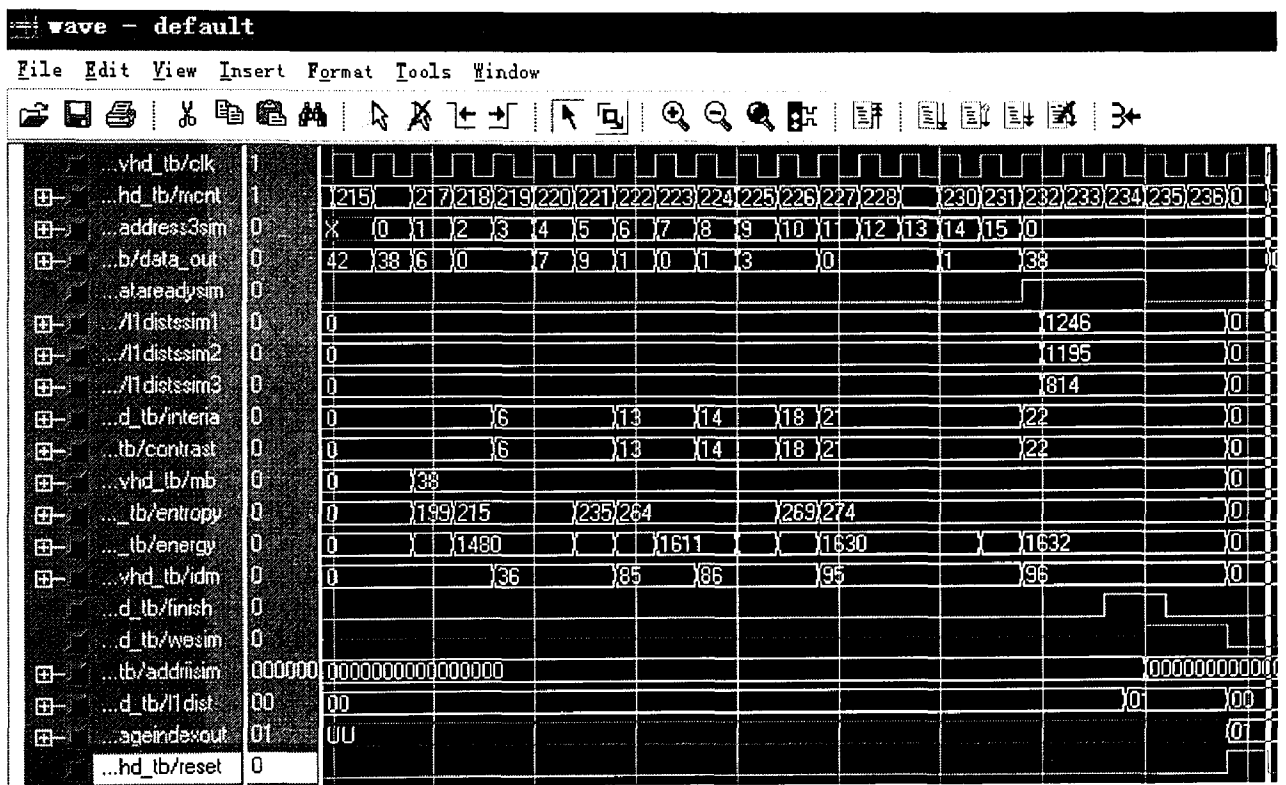 wave - default
File Edit View Insert Format Tools Window
...vhd_tb/clk 1
...hd_tb/mcnt 1 215 217 218 219 220 221 222 223 224 225 226 227 228 230 231 232 233 234 235 236 0
...address3sim 0 X 0 1 2 3 4 5 6 7 8 9 10 11 12 13 14 15 0
...b/data_out 0 42 38 6 0 7 9 1 0 1 3 0 1 38
...atareadysim 0
.../l1distssim1 0 0 1246 0
.../l1distssim2 0 0 1195 0
.../l1distssim3 0 0 814 0
...d_tb/interia 0 0 6 13 14 18 21 22 0
...tb/contrast 0 0 6 13 14 18 21 22 0
...vhd_tb/mb 0 0 38 0
..._tb/entropy 0 0 199 215 235 264 269 274 0
..._tb/energy 0 0 1480 1611 1630 1632 0
...vhd_tb/idm 0 0 36 85 86 95 96 0
...d_tb/finish 0
...d_tb/wesim 0
...tb/addriisim 000000 0000000000000000 000000000000
...d_tb/l1dist 00 00 0 00
...ageindexout 01 UU 01
...hd_tb/reset 0